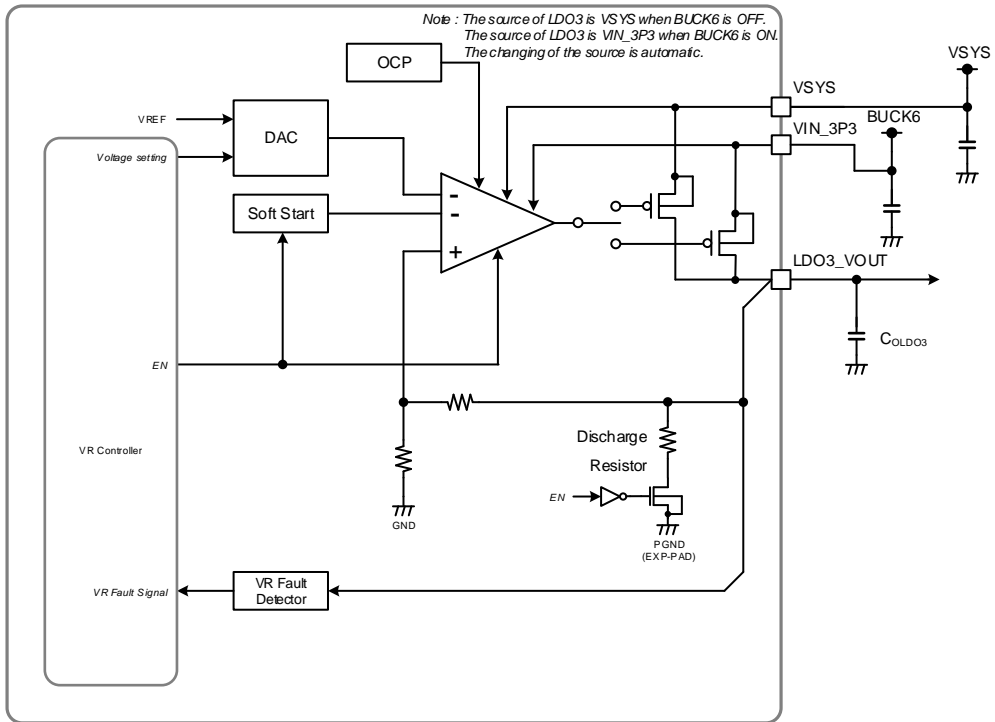 Note : The source of LDO3 is VSYS when BUCK6 is OFF.
The source of LDO3 is VIN_3P3 when BUCK6 is ON.
The changing of the source is automatic.
VSYS
OCP
VSYS
BUCK6
VREF
DAC
VIN_3P3
Voltage setting
-
-
+
Soft Start
LDO3_VOUT
COLDO3
EN
VR Controller
Discharge
Resistor
EN
GND
PGND
(EXP-PAD)
VR Fault Signal
VR Fault
Detector